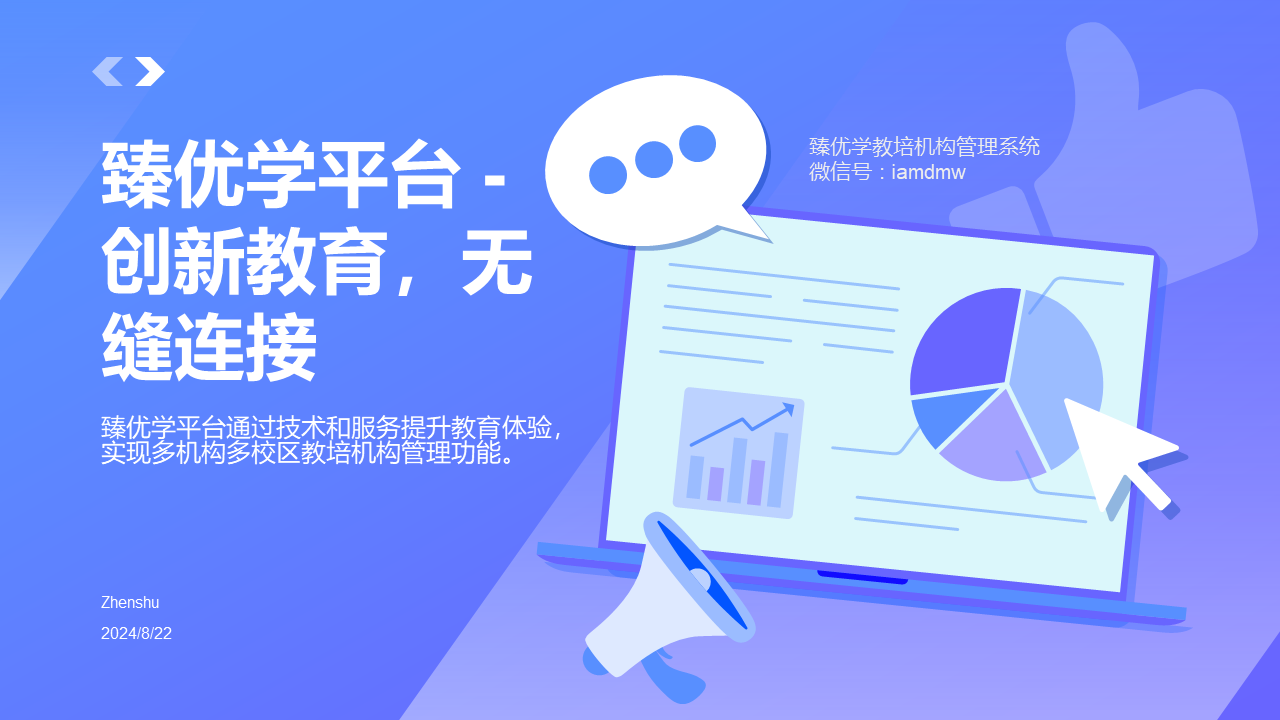 臻优学平台 -
创新教育，无
缝连接
臻优学教培机构管理系统
微信号：iamdmw
臻优学平台通过技术和服务提升教育体验，
实现多机构多校区教培机构管理功能。
Zhenshu
2024/8/22